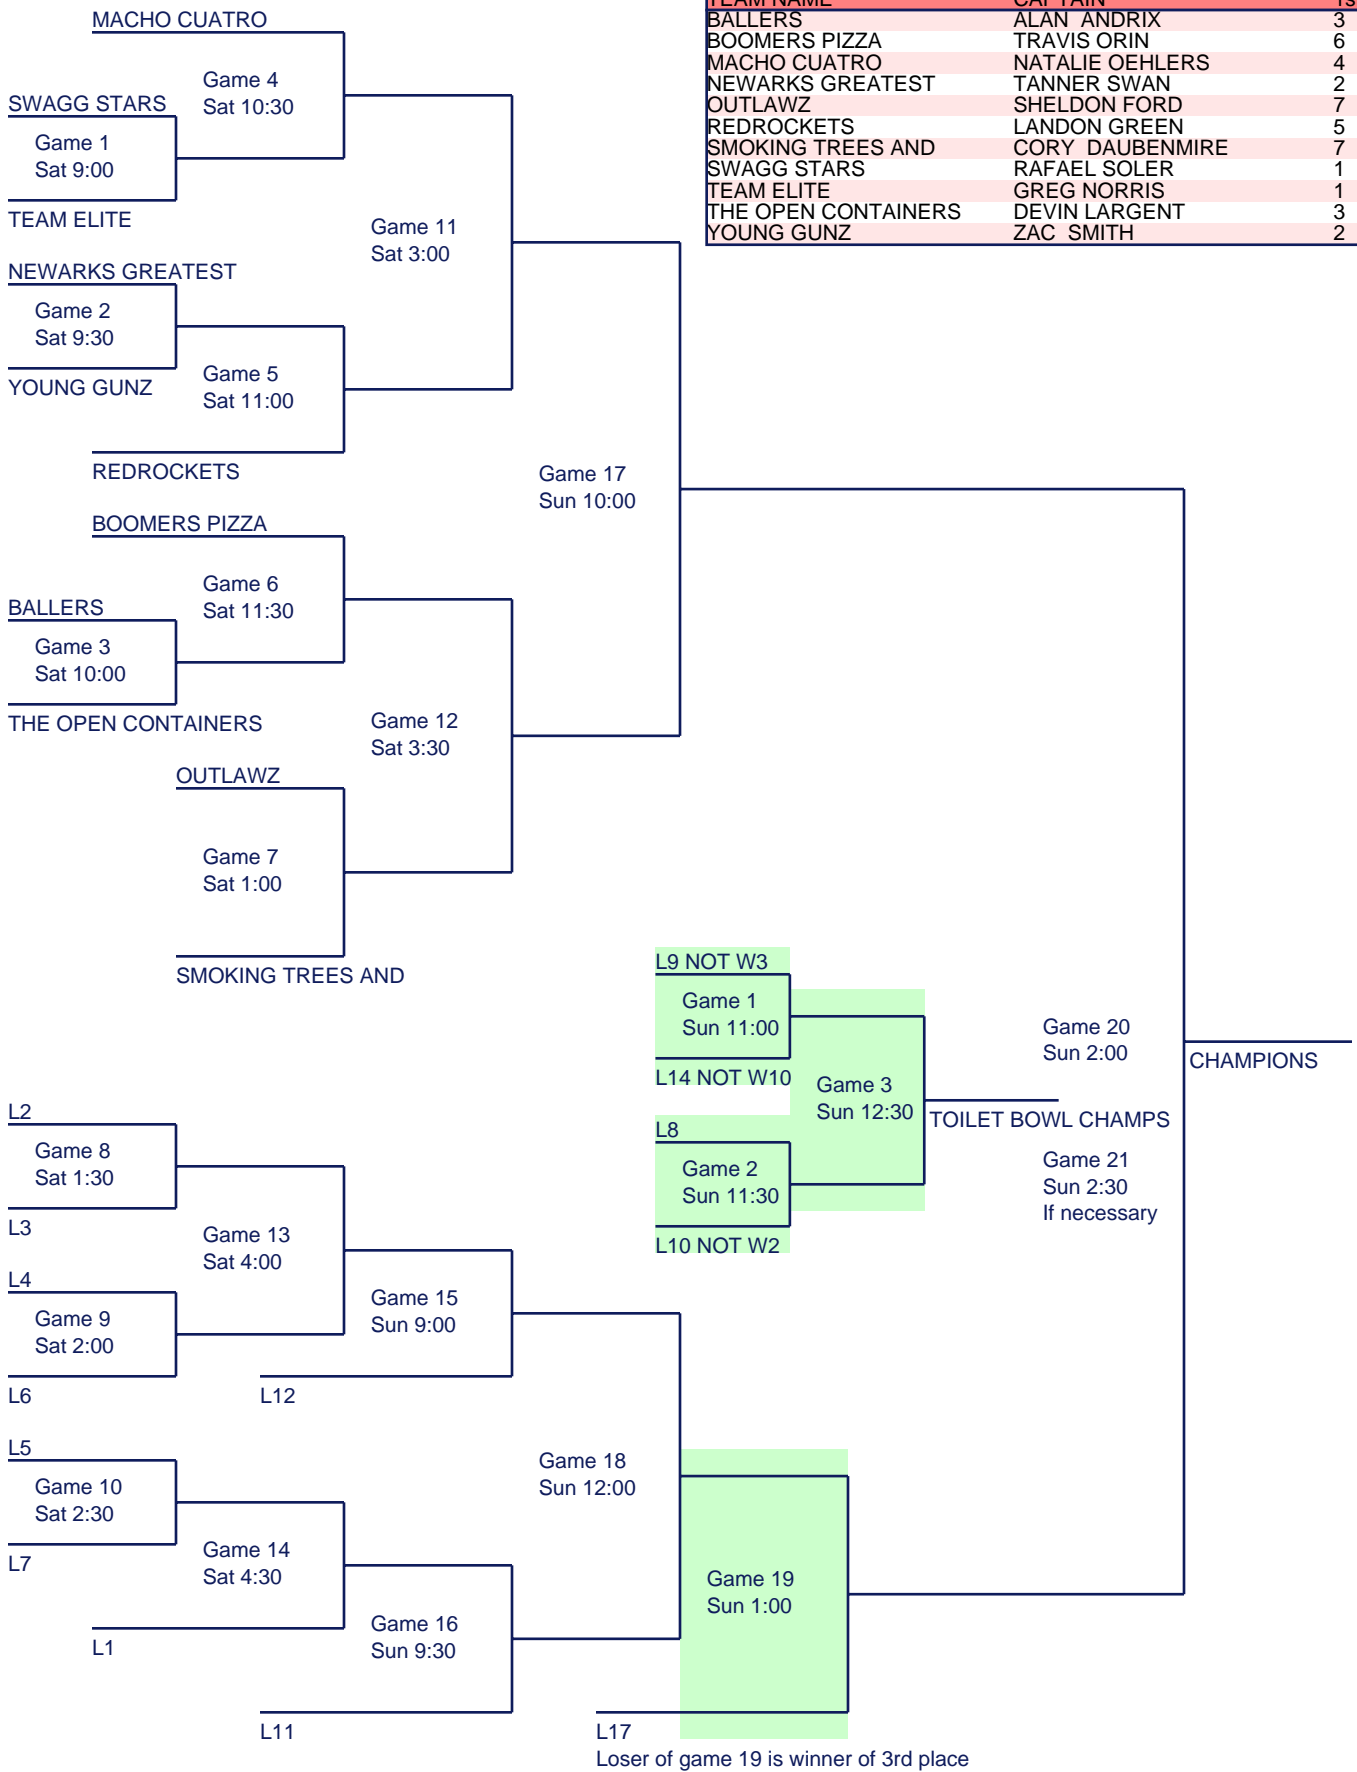 TEAM NAME CAPTAIN
BALLERS ALAN ANDRIX 3
BOOMERS PIZZA TRAVIS ORIN 6
MACHO CUATRO NATALIE OEHLERS 4
NEWARKS GREATEST TANNER SWAN 2
OUTLAWZ SHELDON FORD 7
REDROCKETS LANDON GREEN 5
SMOKING TREES AND CORY DAUBENMIRE 7
SWAGG STARS RAFAEL SOLER 1
TEAM ELITE GREG NORRIS 1
THE OPEN CONTAINERS DEVIN LARGENT 3
YOUNG GUNZ ZAC SMITH 2
MACHO CUATRO
Game 4
Sat 10:30
SWAGG STARS
Game 1
Sat 9:00
TEAM ELITE
Game 11
Sat 3:00
NEWARKS GREATEST
Game 2
Sat 9:30
YOUNG GUNZ
Game 5
Sat 11:00
REDROCKETS
Game 17
Sun 10:00
BOOMERS PIZZA
Game 6
Sat 11:30
BALLERS
Game 3
Sat 10:00
THE OPEN CONTAINERS
Game 12
Sat 3:30
OUTLAWZ
Game 7
Sat 1:00
SMOKING TREES AND
L9 NOT W3
Game 1
Sun 11:00
L14 NOT W10
Game 3
Sun 12:30
TOILET BOWL CHAMPS
L8
Game 2
Sun 11:30
L10 NOT W2
Game 20
Sun 2:00
CHAMPIONS
Game 21
Sun 2:30
If necessary
L2
Game 8
Sat 1:30
L3
Game 13
Sat 4:00
L4
Game 9
Sat 2:00
L6
Game 15
Sun 9:00
L12
L5
Game 10
Sat 2:30
L7
Game 14
Sat 4:30
L1
Game 16
Sun 9:30
L11
Game 18
Sun 12:00
Game 19
Sun 1:00
L17
Loser of game 19 is winner of 3rd place